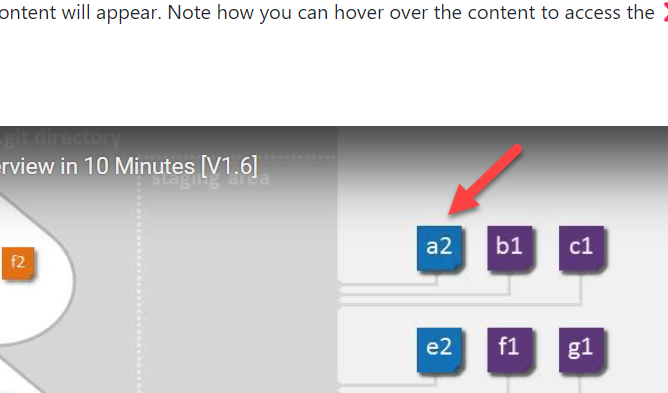 ontent will appear. Note how you can hover over the content to access the
.git directory
erview in 10 Minutes [V1.6]
staging area
a2 b1 c1
f2
e2 f1 g1